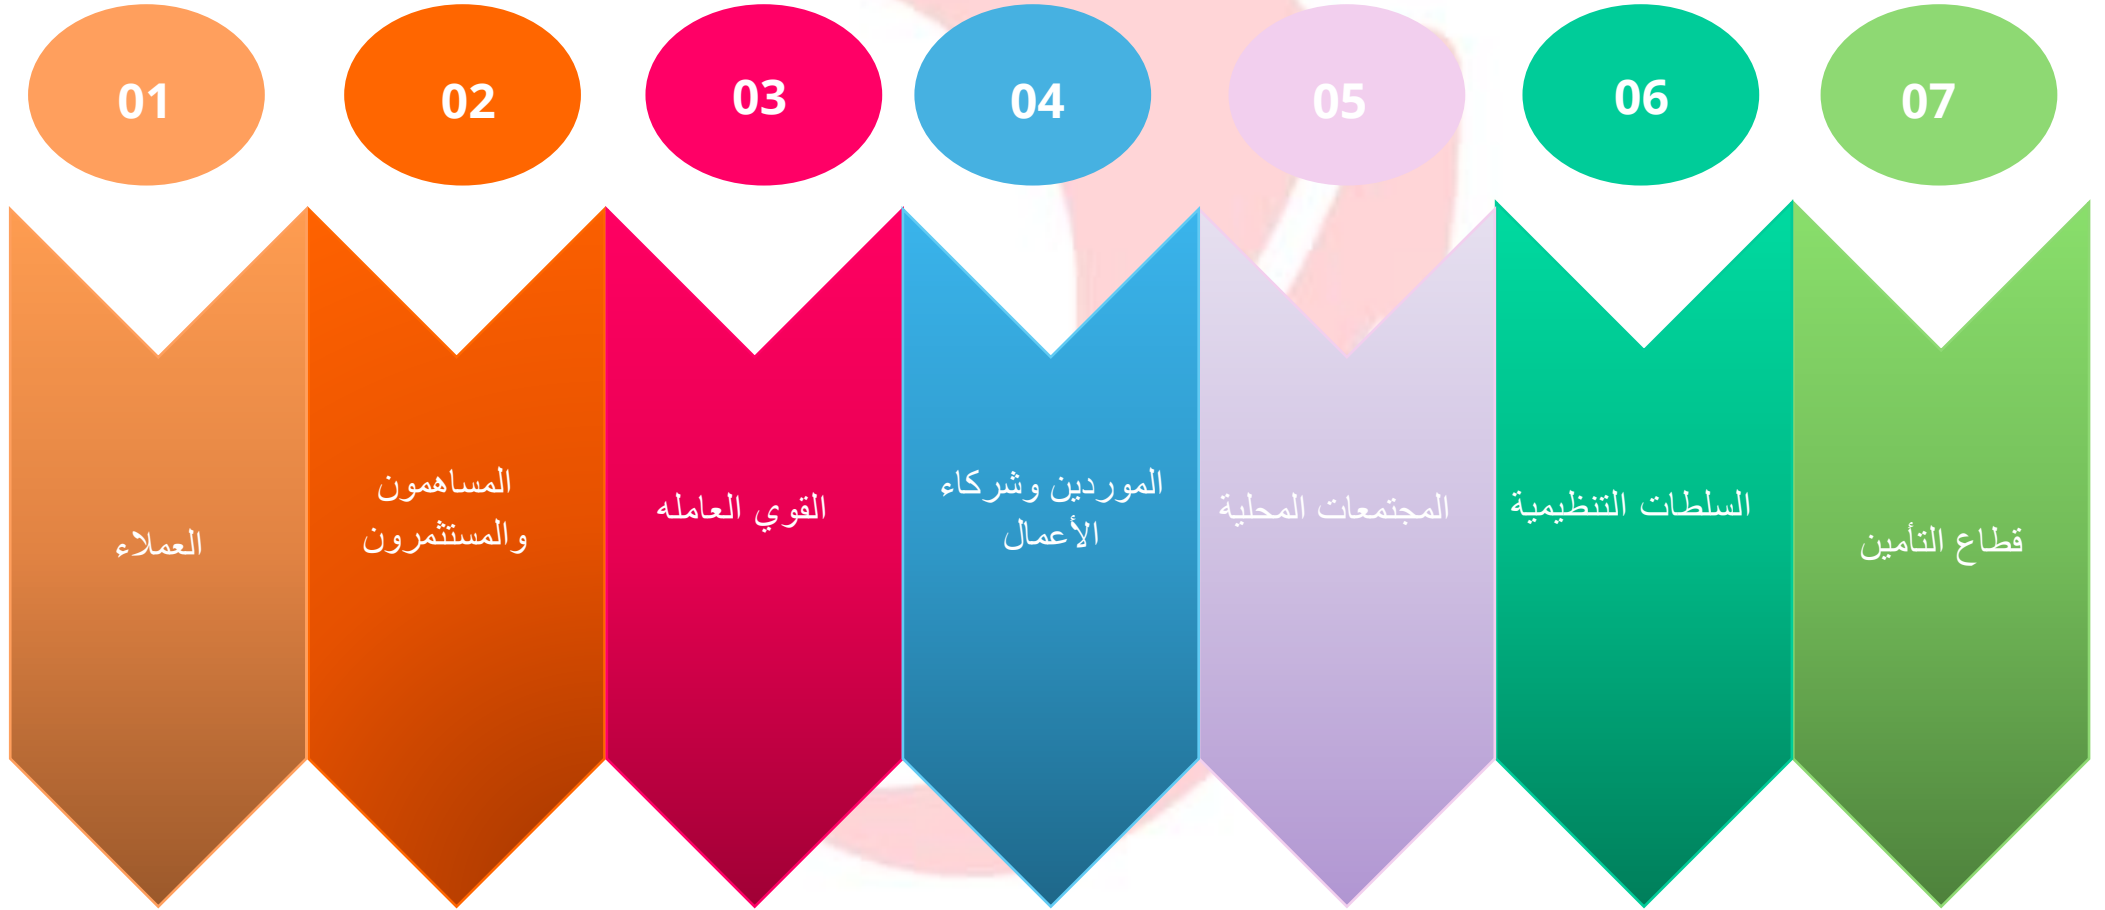 01
العملاء
02
المساهمون
والمستثمرون
03
القوي العامله
04
الموردين وشركاء
الأعمال
05
المجتمعات المحلية
06
السلطات التنظيمية
07
قطاع التأمين